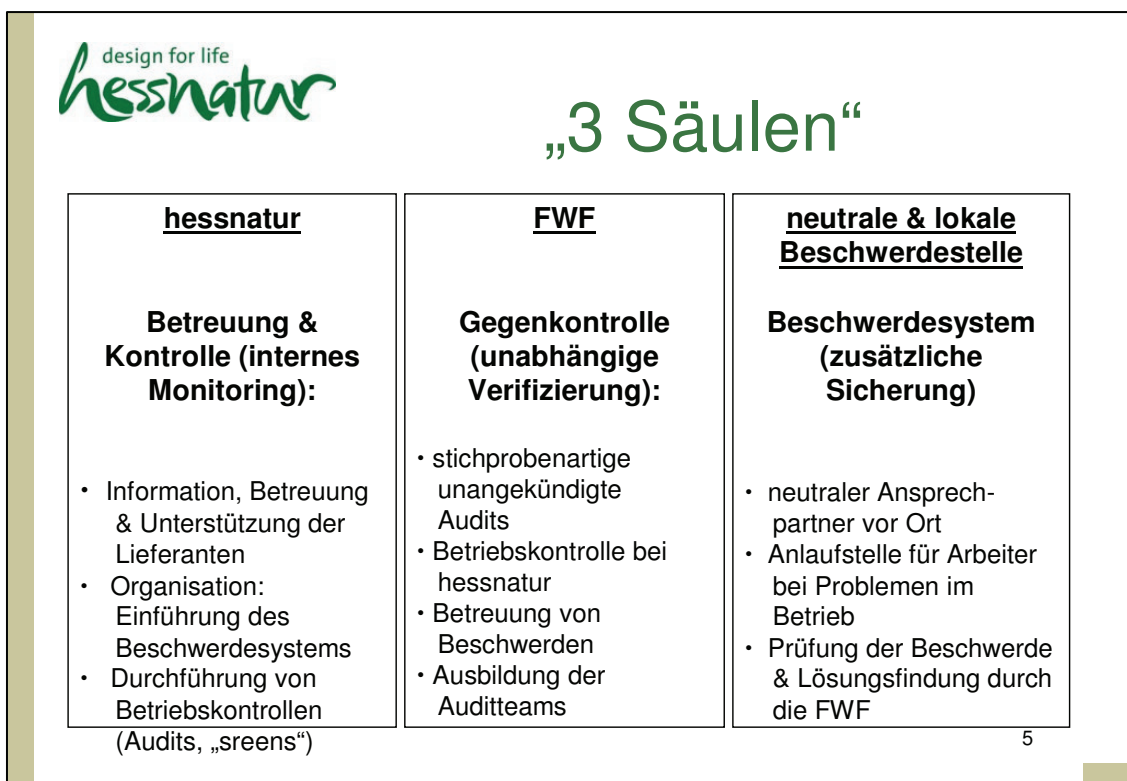 design for life
hessnatur
„3 Säulen“
hessnatur
Betreuung &
Kontrolle (internes
Monitoring):
• Information, Betreuung
& Unterstützung der
Lieferanten
• Organisation:
Einführung des
Beschwerdesystems
• Durchführung von
Betriebskontrollen
(Audits, „sreens“)
FWF
Gegenkontrolle
(unabhängige
Verifizierung):
• stichprobenartige
unangekündigte
Audits
• Betriebskontrolle bei
hessnatur
• Betreuung von
Beschwerden
• Ausbildung der
Auditteams
neutrale & lokale
Beschwerdestelle
Beschwerdesystem
(zusätzliche
Sicherung)
• neutraler Ansprech-
partner vor Ort
• Anlaufstelle für Arbeiter
bei Problemen im
Betrieb
• Prüfung der Beschwerde
& Lösungsfindung durch
die FWF
5